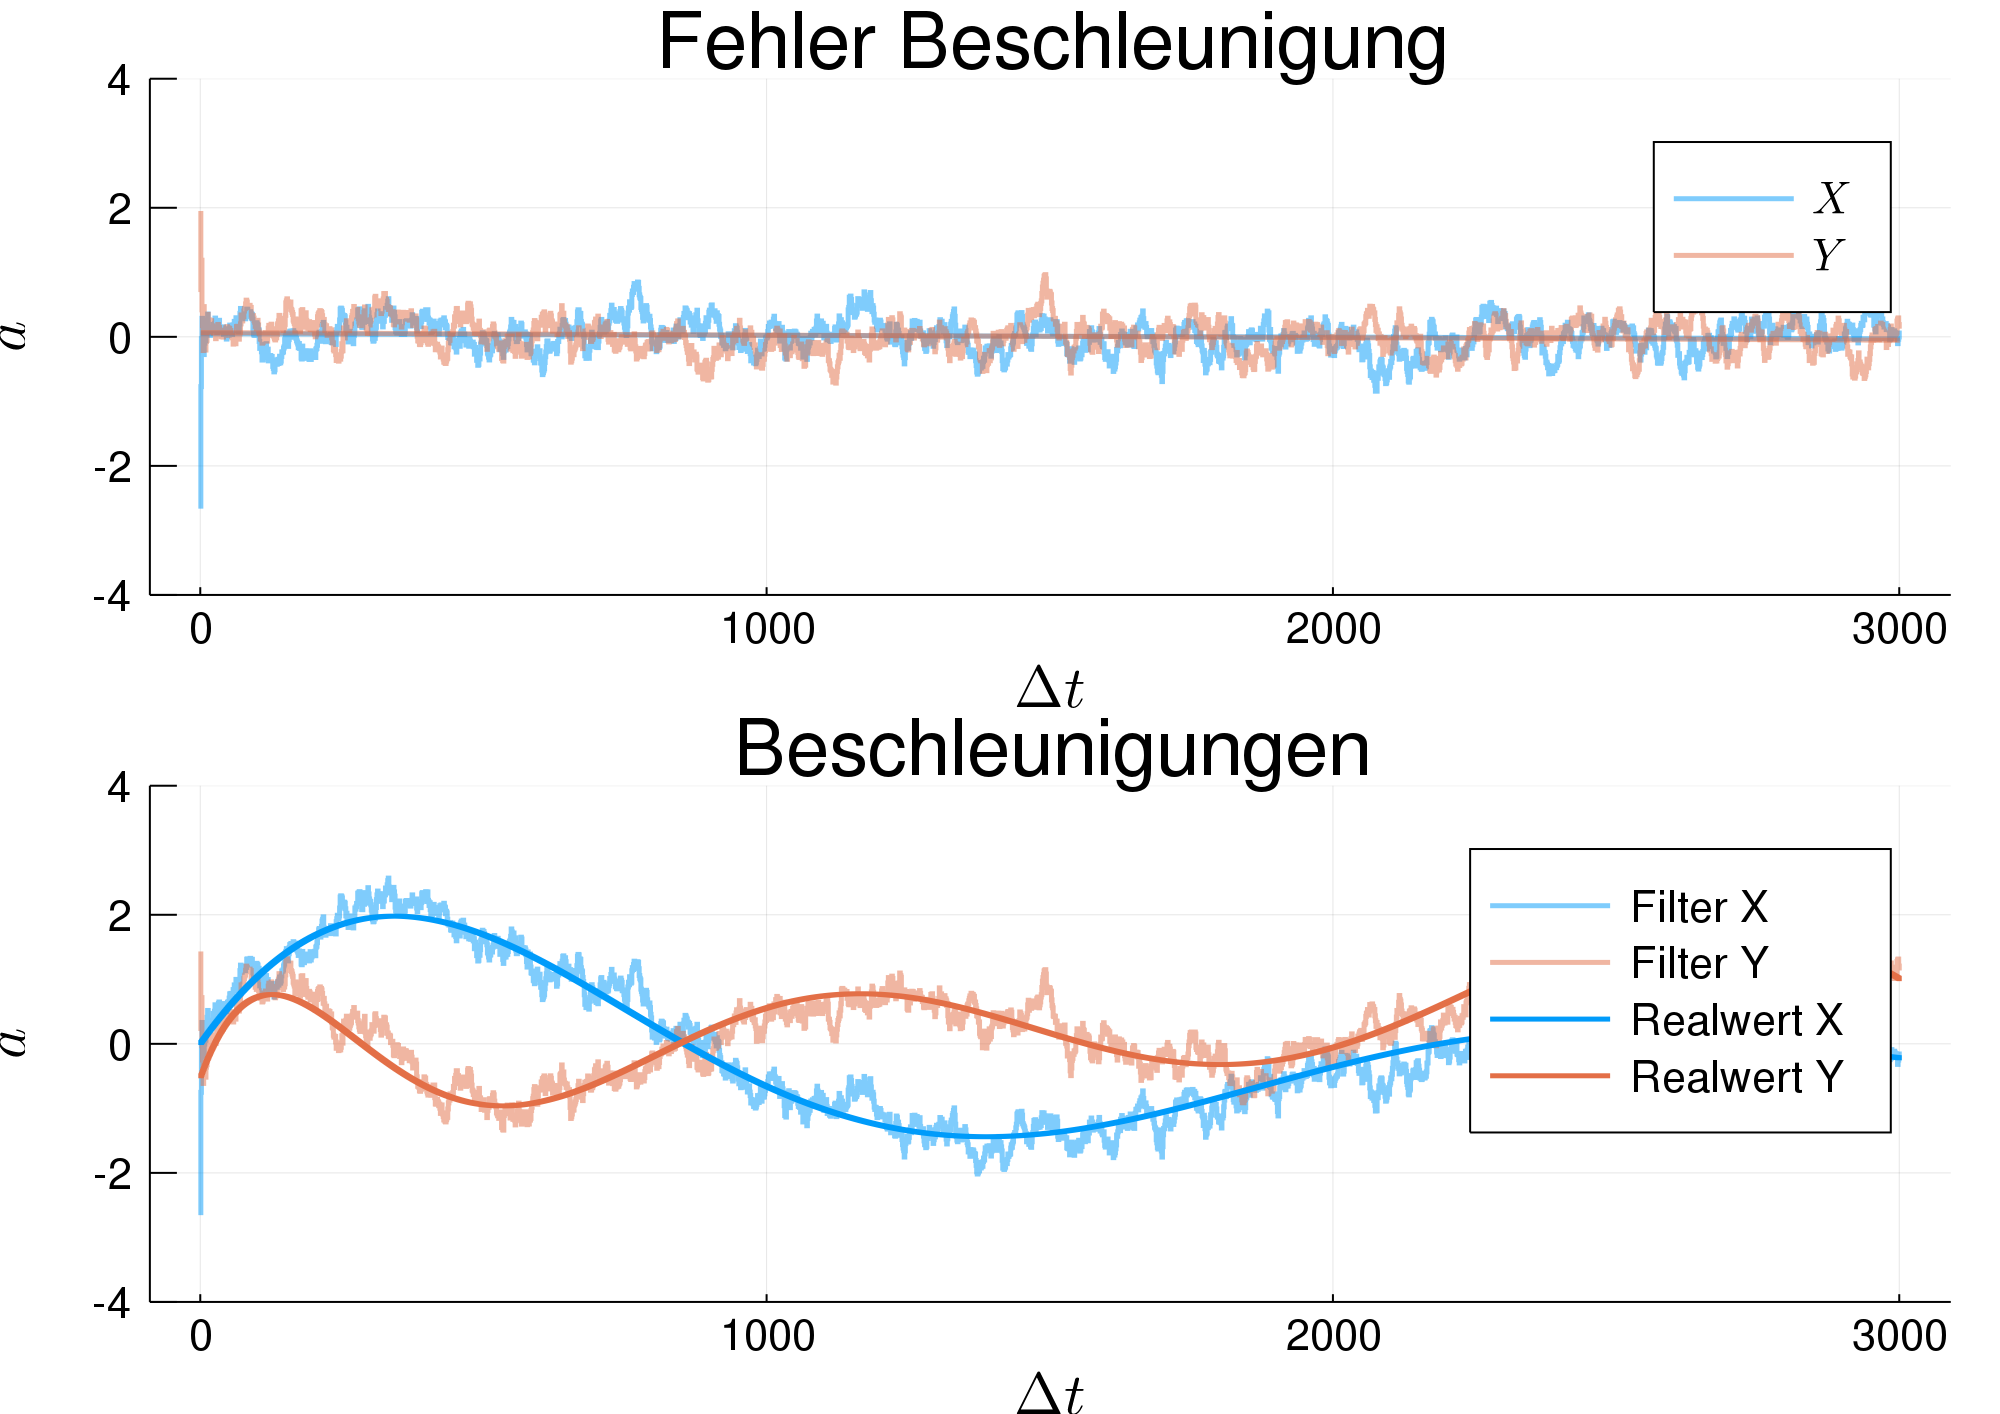 Fehler Beschleunigung
4
2
0
-2
-4
a
X
Y
0 1000 2000 3000
Δt
Beschleunigungen
4
2
0
-2
-4
a
Filter X
Filter Y
Realwert X
Realwert Y
0 1000 2000 3000
Δt